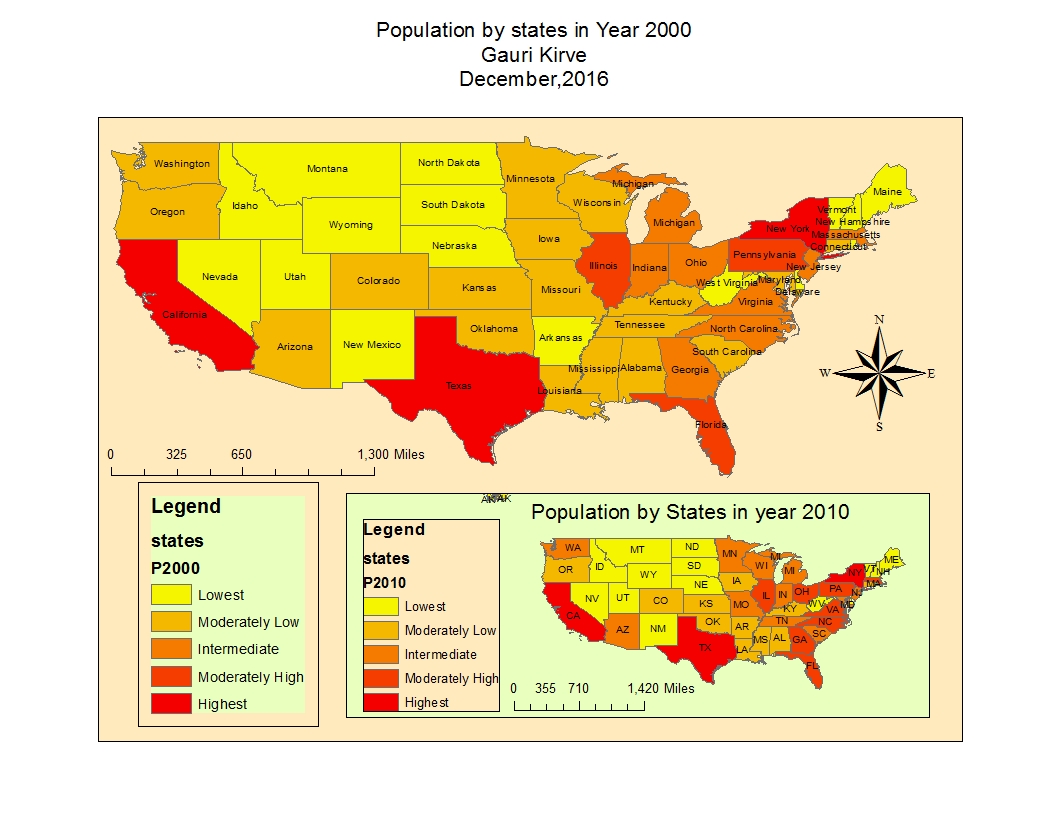 Population by states in Year 2000
Gauri Kirve
December,2016
Washington
Montana
North Dakota
Minnesota
Michigan
Maine
Oregon
Idaho
South Dakota
Wisconsin
Vermont
New Hampshire
Wyoming
Michigan
New York
Massachusetts
Nebraska
Iowa
Connecticut
Nevada
Utah
Colorado
Kansas
Missouri
Illinois
Indiana
Ohio
Pennsylvania
New Jersey
West Virginia
Maryland
Delaware
California
Kentucky
Virginia
Arizona
New Mexico
Oklahoma
Arkansas
Tennessee
North Carolina
South Carolina
Texas
Louisiana
Mississippi
Alabama
Georgia
Florida
N
W
E
S
0 325 650 1,300 Miles
Legend
states
P2000
Lowest
Moderately Low
Intermediate
Moderately High
Highest
Population by States in year 2010
Legend
states
P2010
Lowest
Moderately Low
Intermediate
Moderately High
Highest
AK
WA
MT
ND
MN
MI
ME
OR
ID
SD
WI
MI
NY
VT
NH
WY
MA
NE
IA
PA
NJ
NV
UT
CO
KS
MO
IL
IN
OH
WV
MD
CA
KY
VA
AZ
NM
OK
AR
TN
NC
SC
TX
LA
MS
AL
GA
FL
0 355 710 1,420 Miles